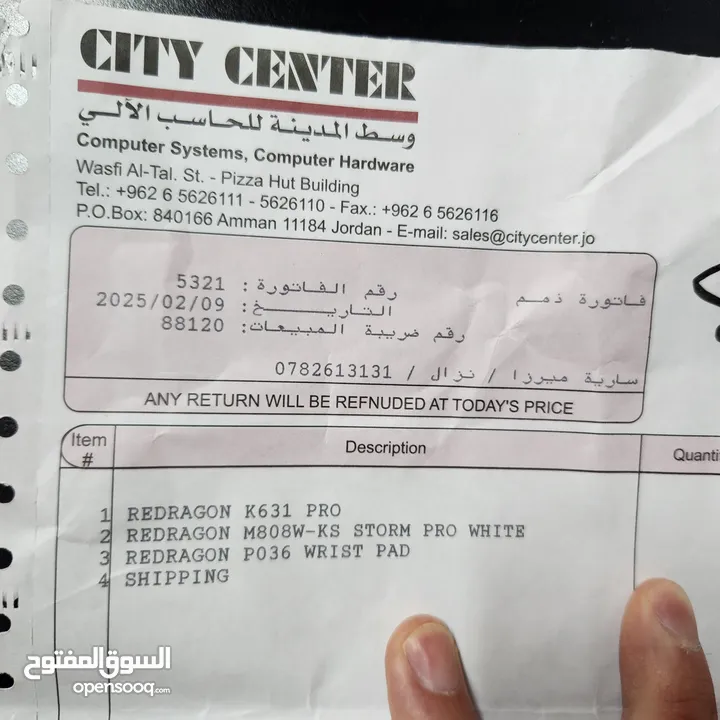 CITY CENTER
وسط المدينة للحاسب الآلي
Computer Systems, Computer Hardware
Wasfi Al-Tal. St. - Pizza Hut Building
Tel.: +962 6 5626111 - 5626110 - Fax.: +962 6 5626116
P.O.Box: 840166 Amman 11184 Jordan - E-mail: sales@citycenter.jo
فاتورة ذمم رقم الفاتورة: 5321
التاريخ: 2025/02/09
رقم ضريبة المبيعات: 88120
سارية ميرزا / نزال / 0782613131
ANY RETURN WILL BE REFNUDED AT TODAY'S PRICE
Item # Description Quanti
1 REDRAGON K631 PRO
2 REDRAGON M808W-KS STORM PRO WHITE
3 REDRAGON P036 WRIST PAD
4 SHIPPING
السوق المفتوح
opensooq.com